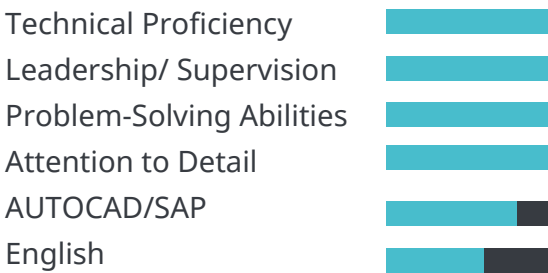 Technical Proficiency
Leadership/ Supervision
Problem-Solving Abilities
Attention to Detail
AUTOCAD/SAP
English